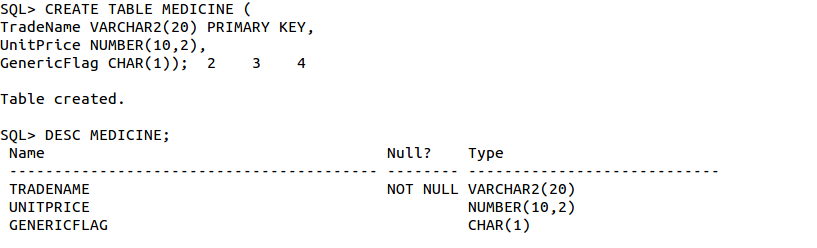 SQL> CREATE TABLE MEDICINE (
TradeName VARCHAR2(20) PRIMARY KEY,
UnitPrice NUMBER(10,2),
GenericFlag CHAR(1));  2    3    4
Table created.
SQL> DESC MEDICINE;
 Name                                      Null?    Type
 ----------------------------------------- -------- ----------------------------
 TRADENAME                                 NOT NULL VARCHAR2(20)
 UNITPRICE                                          NUMBER(10,2)
 GENERICFLAG                                        CHAR(1)